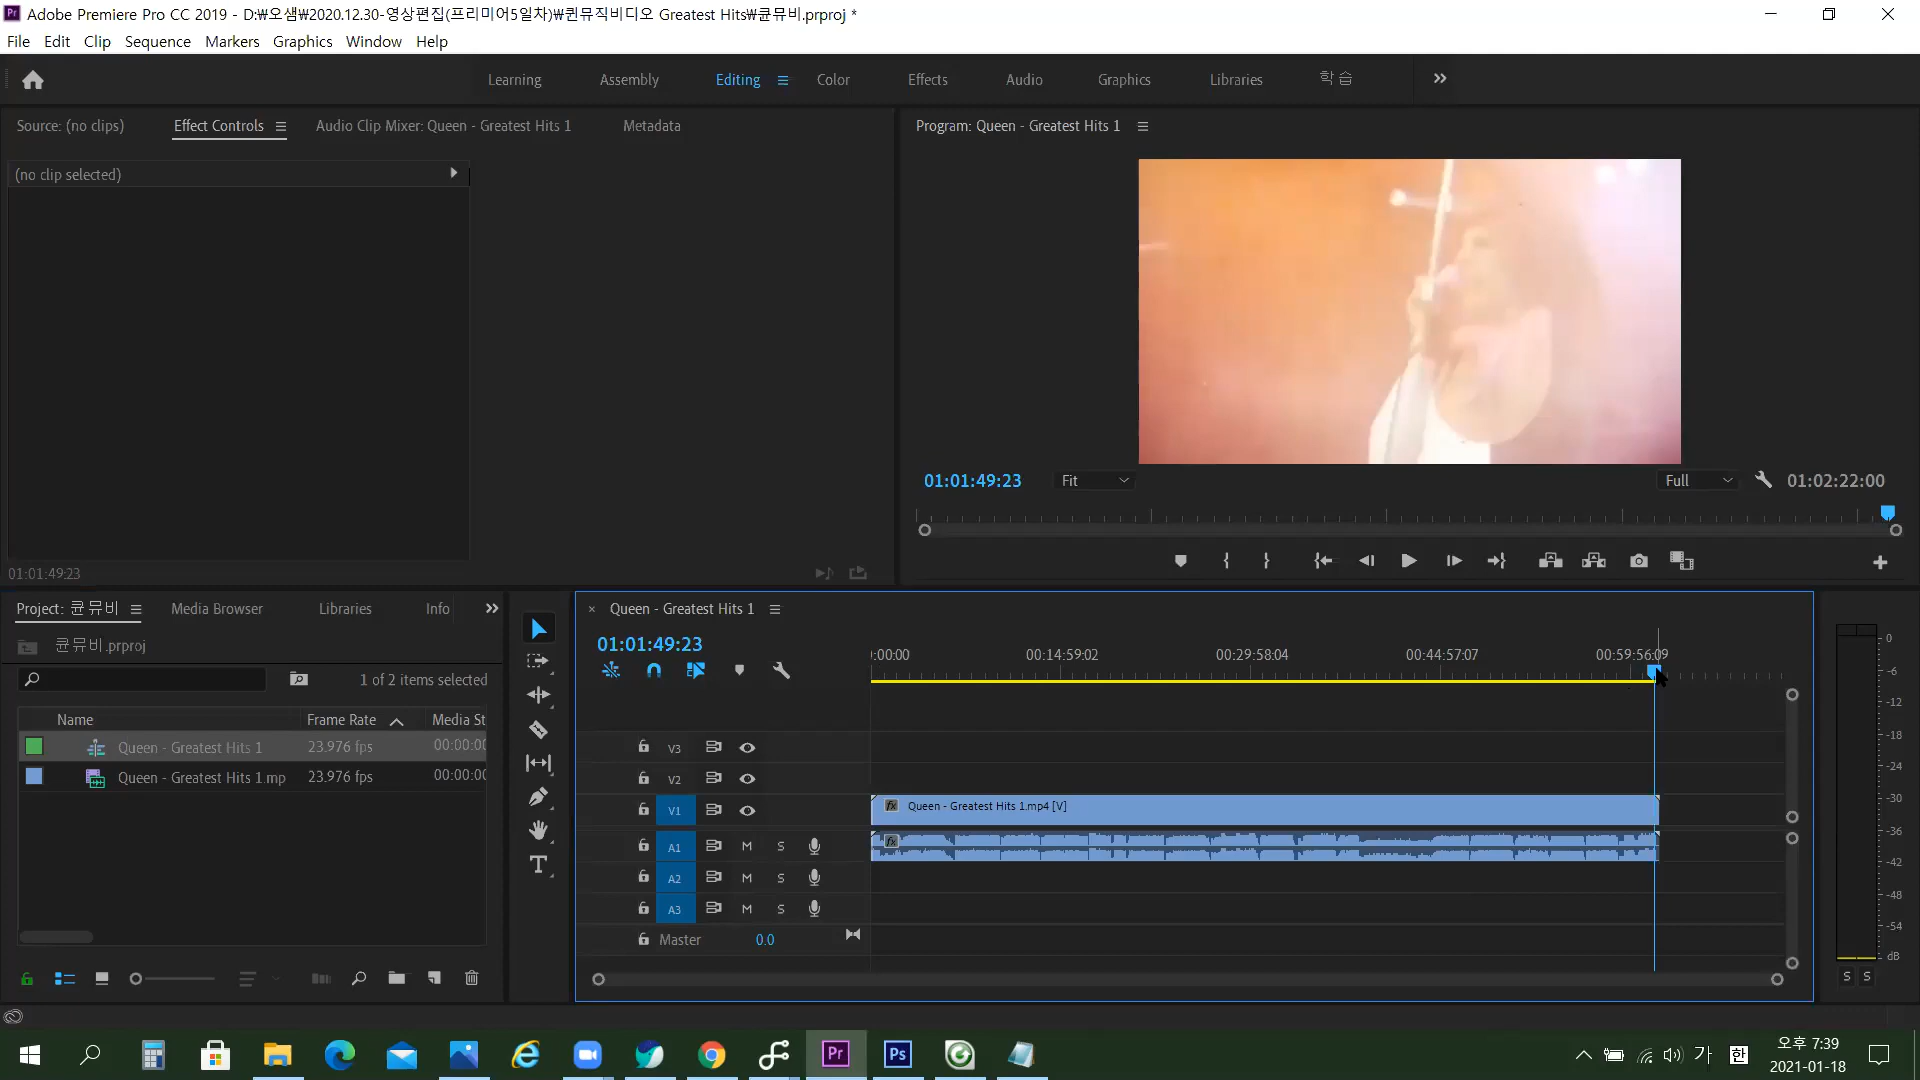 Adobe Premiere Pro CC 2019 - D:₩오샘₩2020.12.30-영상편집(프리미어5일차)₩퀸뮤직비디오 Greatest Hits₩큔뮤비.prproj *
File Edit Clip Sequence Markers Graphics Window Help
Learning Assembly Editing Color Effects Audio Graphics Libraries 학습
Source: (no clips) Effect Controls Audio Clip Mixer: Queen - Greatest Hits 1 Metadata
Program: Queen - Greatest Hits 1
(no clip selected)
01:01:49:23 Fit Full 01:02:22:00
01:01:49:23
Project: 큔뮤비 Media Browser Libraries Info
큔뮤비.prproj
1 of 2 items selected
Name Frame Rate Media St
Queen - Greatest Hits 1 23.976 fps 00:00:00
Queen - Greatest Hits 1.mp 23.976 fps 00:00:00
Queen - Greatest Hits 1
01:01:49:23
:00:00 00:14:59:02 00:29:58:04 00:44:57:07 00:59:56:09
V3
V2
V1 fx Queen - Greatest Hits 1.mp4 [V]
A1 M S fx
A2 M S
A3 M S
Master 0.0
0
-6
-12
-18
-24
-30
-36
-42
-48
-54
dB
S S
Pr Ps
가 한 오후 7:39
2021-01-18